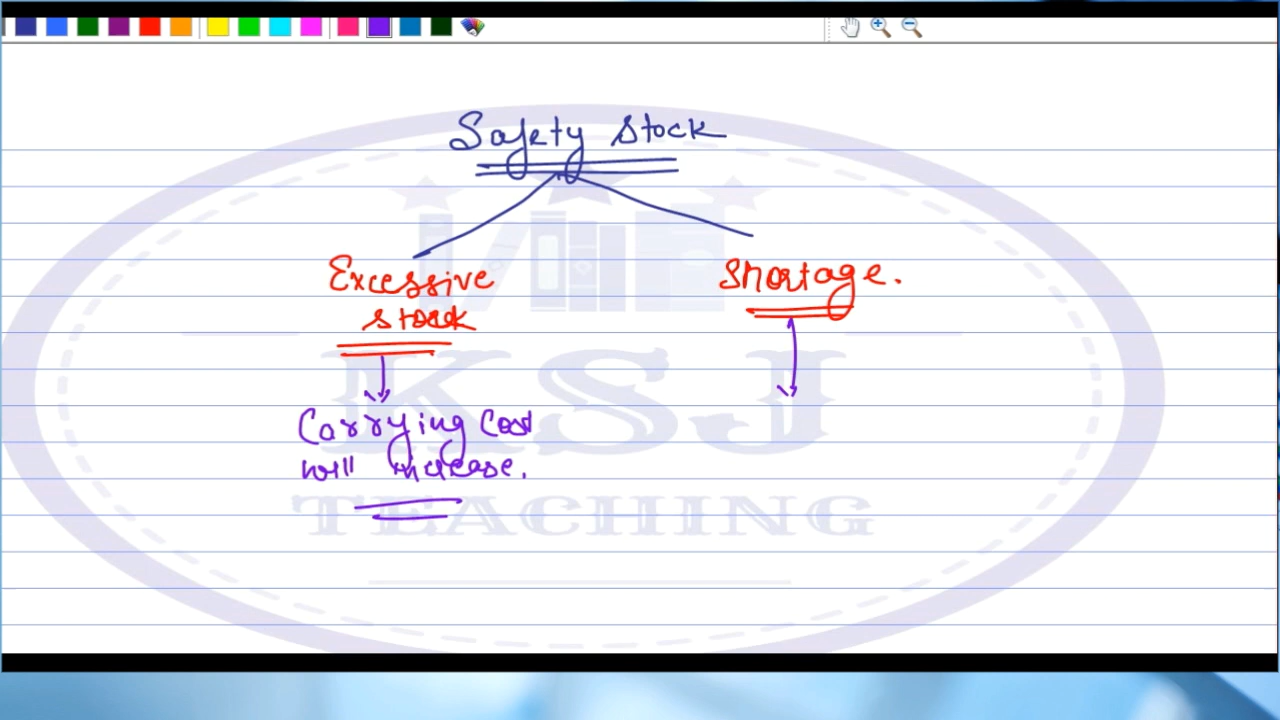 Safety Stock
Excessive
stock
Shortage.
Carrying Cost
will increase.
KSJ
TEACHING